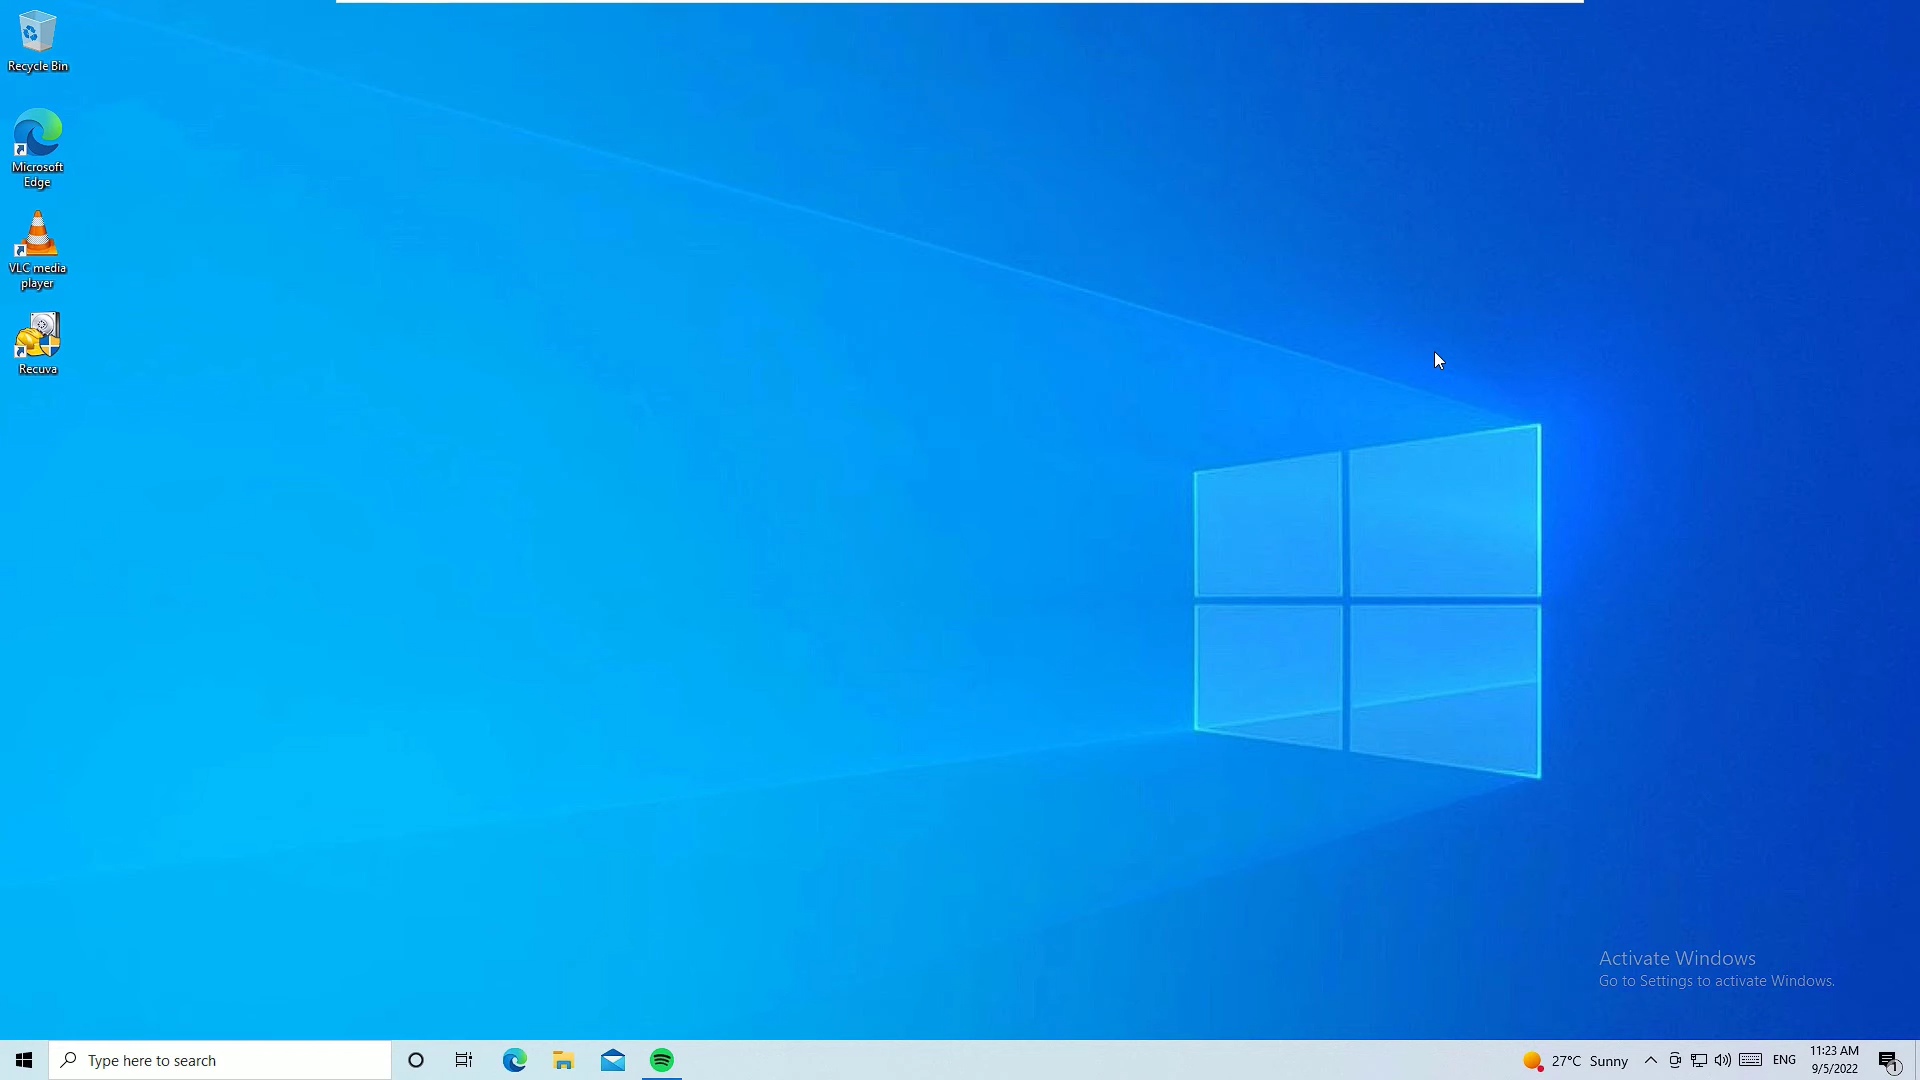 Recycle Bin
Microsoft
Edge
VLC media
player
Recuva
Activate Windows
Go to Settings to activate Windows.
Type here to search
27°C Sunny
ENG
11:23 AM
9/5/2022
1